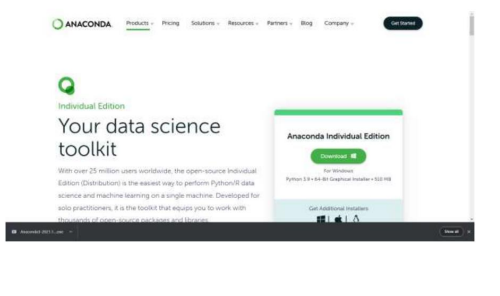 ANACONDA. Products Pricing Solutions Resources Partners Blog Company Get Started
Individual Edition
Your data science
toolkit
With over 25 million users worldwide, the open-source Individual
Edition (Distribution) is the easiest way to perform Python/R data
science and machine learning on a single machine. Developed for
solo practitioners, it is the toolkit that equips you to work with
thousands of open-source packages and libraries.
Anaconda Individual Edition
Download
For Windows
Python 3.9 • 64-Bit Graphical Installer • 510 MB
Get Additional Installers
Show all